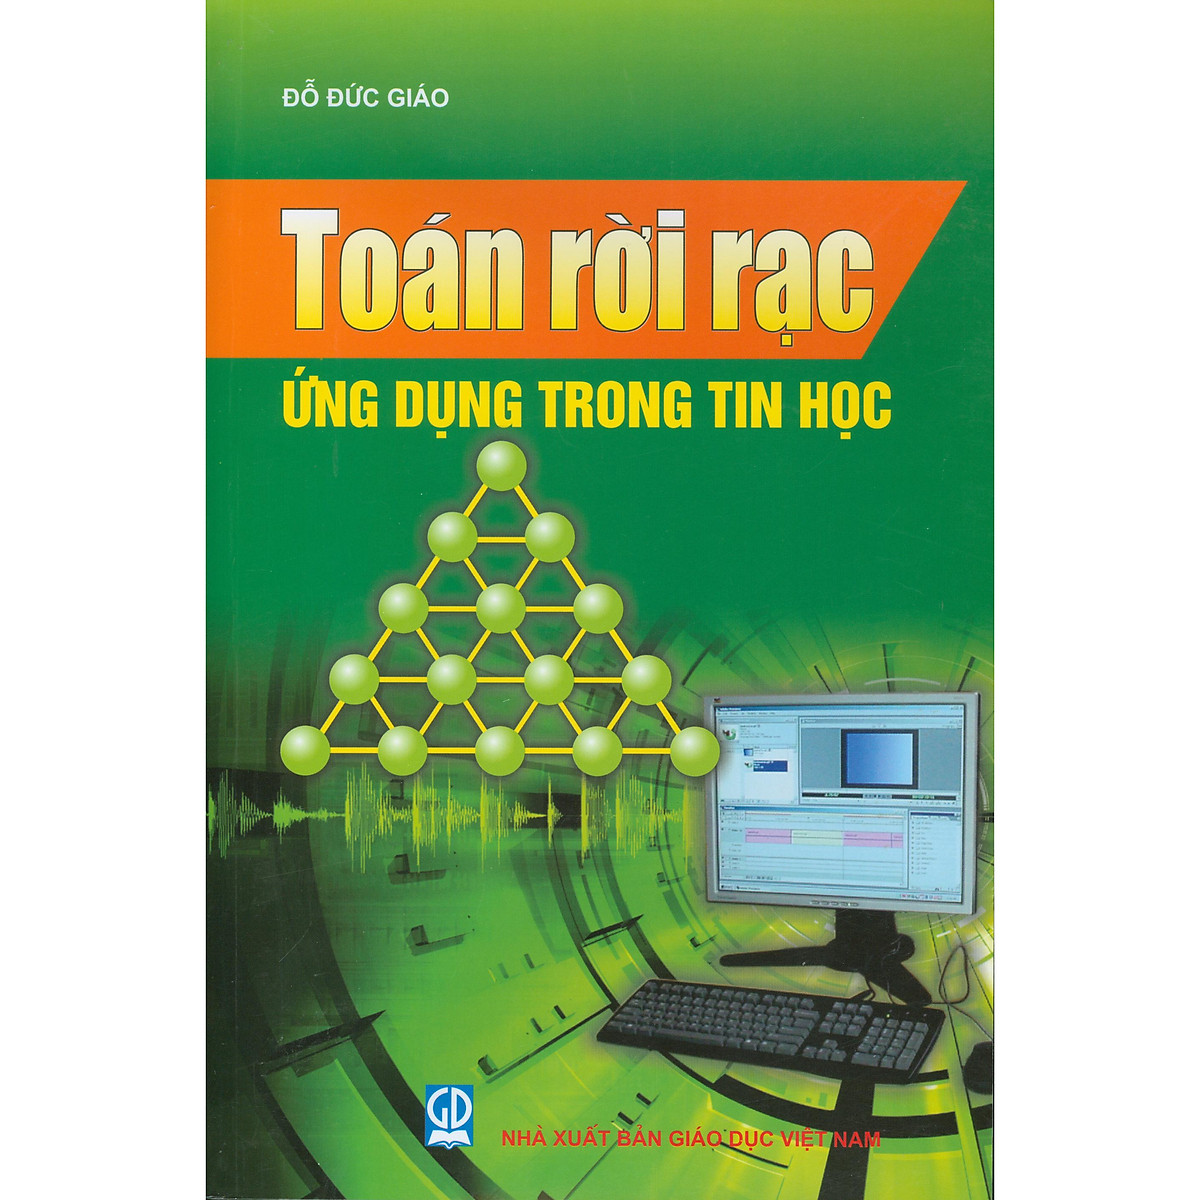 ĐỖ ĐỨC GIÁO
Toán rời rạc
ỨNG DỤNG TRONG TIN HỌC
GD
NHÀ XUẤT BẢN GIÁO DỤC VIỆT NAM